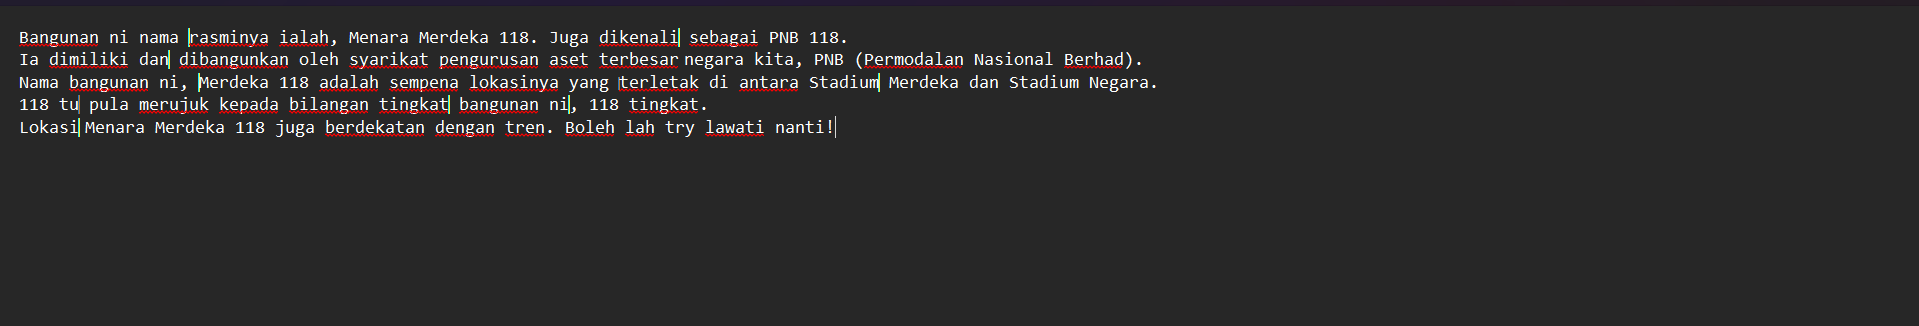 Bangunan ni nama rasminya ialah, Menara Merdeka 118. Juga dikenali sebagai PNB 118.
Ia dimiliki dan dibangunkan oleh syarikat pengurusan aset terbesar negara kita, PNB (Permodalan Nasional Berhad).
Nama bangunan ni, Merdeka 118 adalah sempena lokasinya yang terletak di antara Stadium Merdeka dan Stadium Negara.
118 tu pula merujuk kepada bilangan tingkat bangunan ni, 118 tingkat.
Lokasi Menara Merdeka 118 juga berdekatan dengan tren. Boleh lah try lawati nanti!